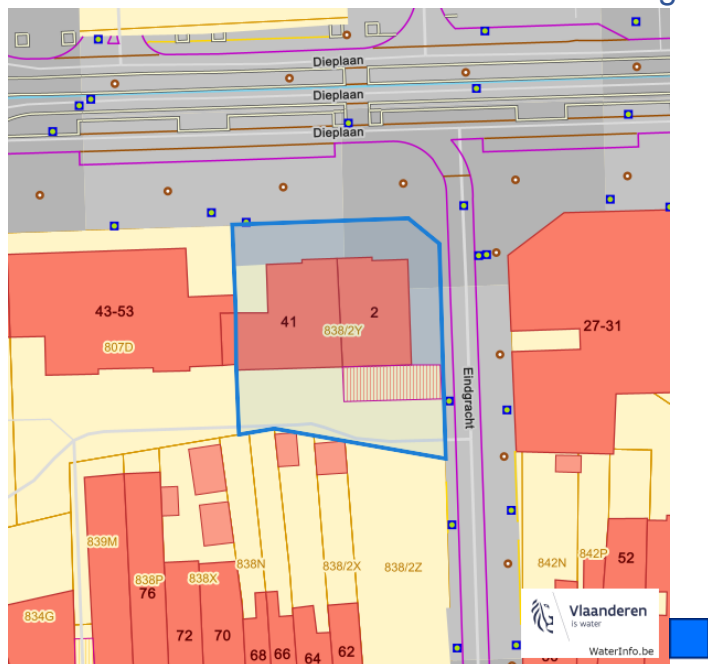 Dieplaan
Dieplaan
Dieplaan
43-53
807D
41
2
838/2Y
27-31
Eindgracht
839M
838P
76
838X
838N
838/2X
838/2Z
842N
842P
52
834G
72
70
68
66
64
62
Vlaanderen
is water
WaterInfo.be